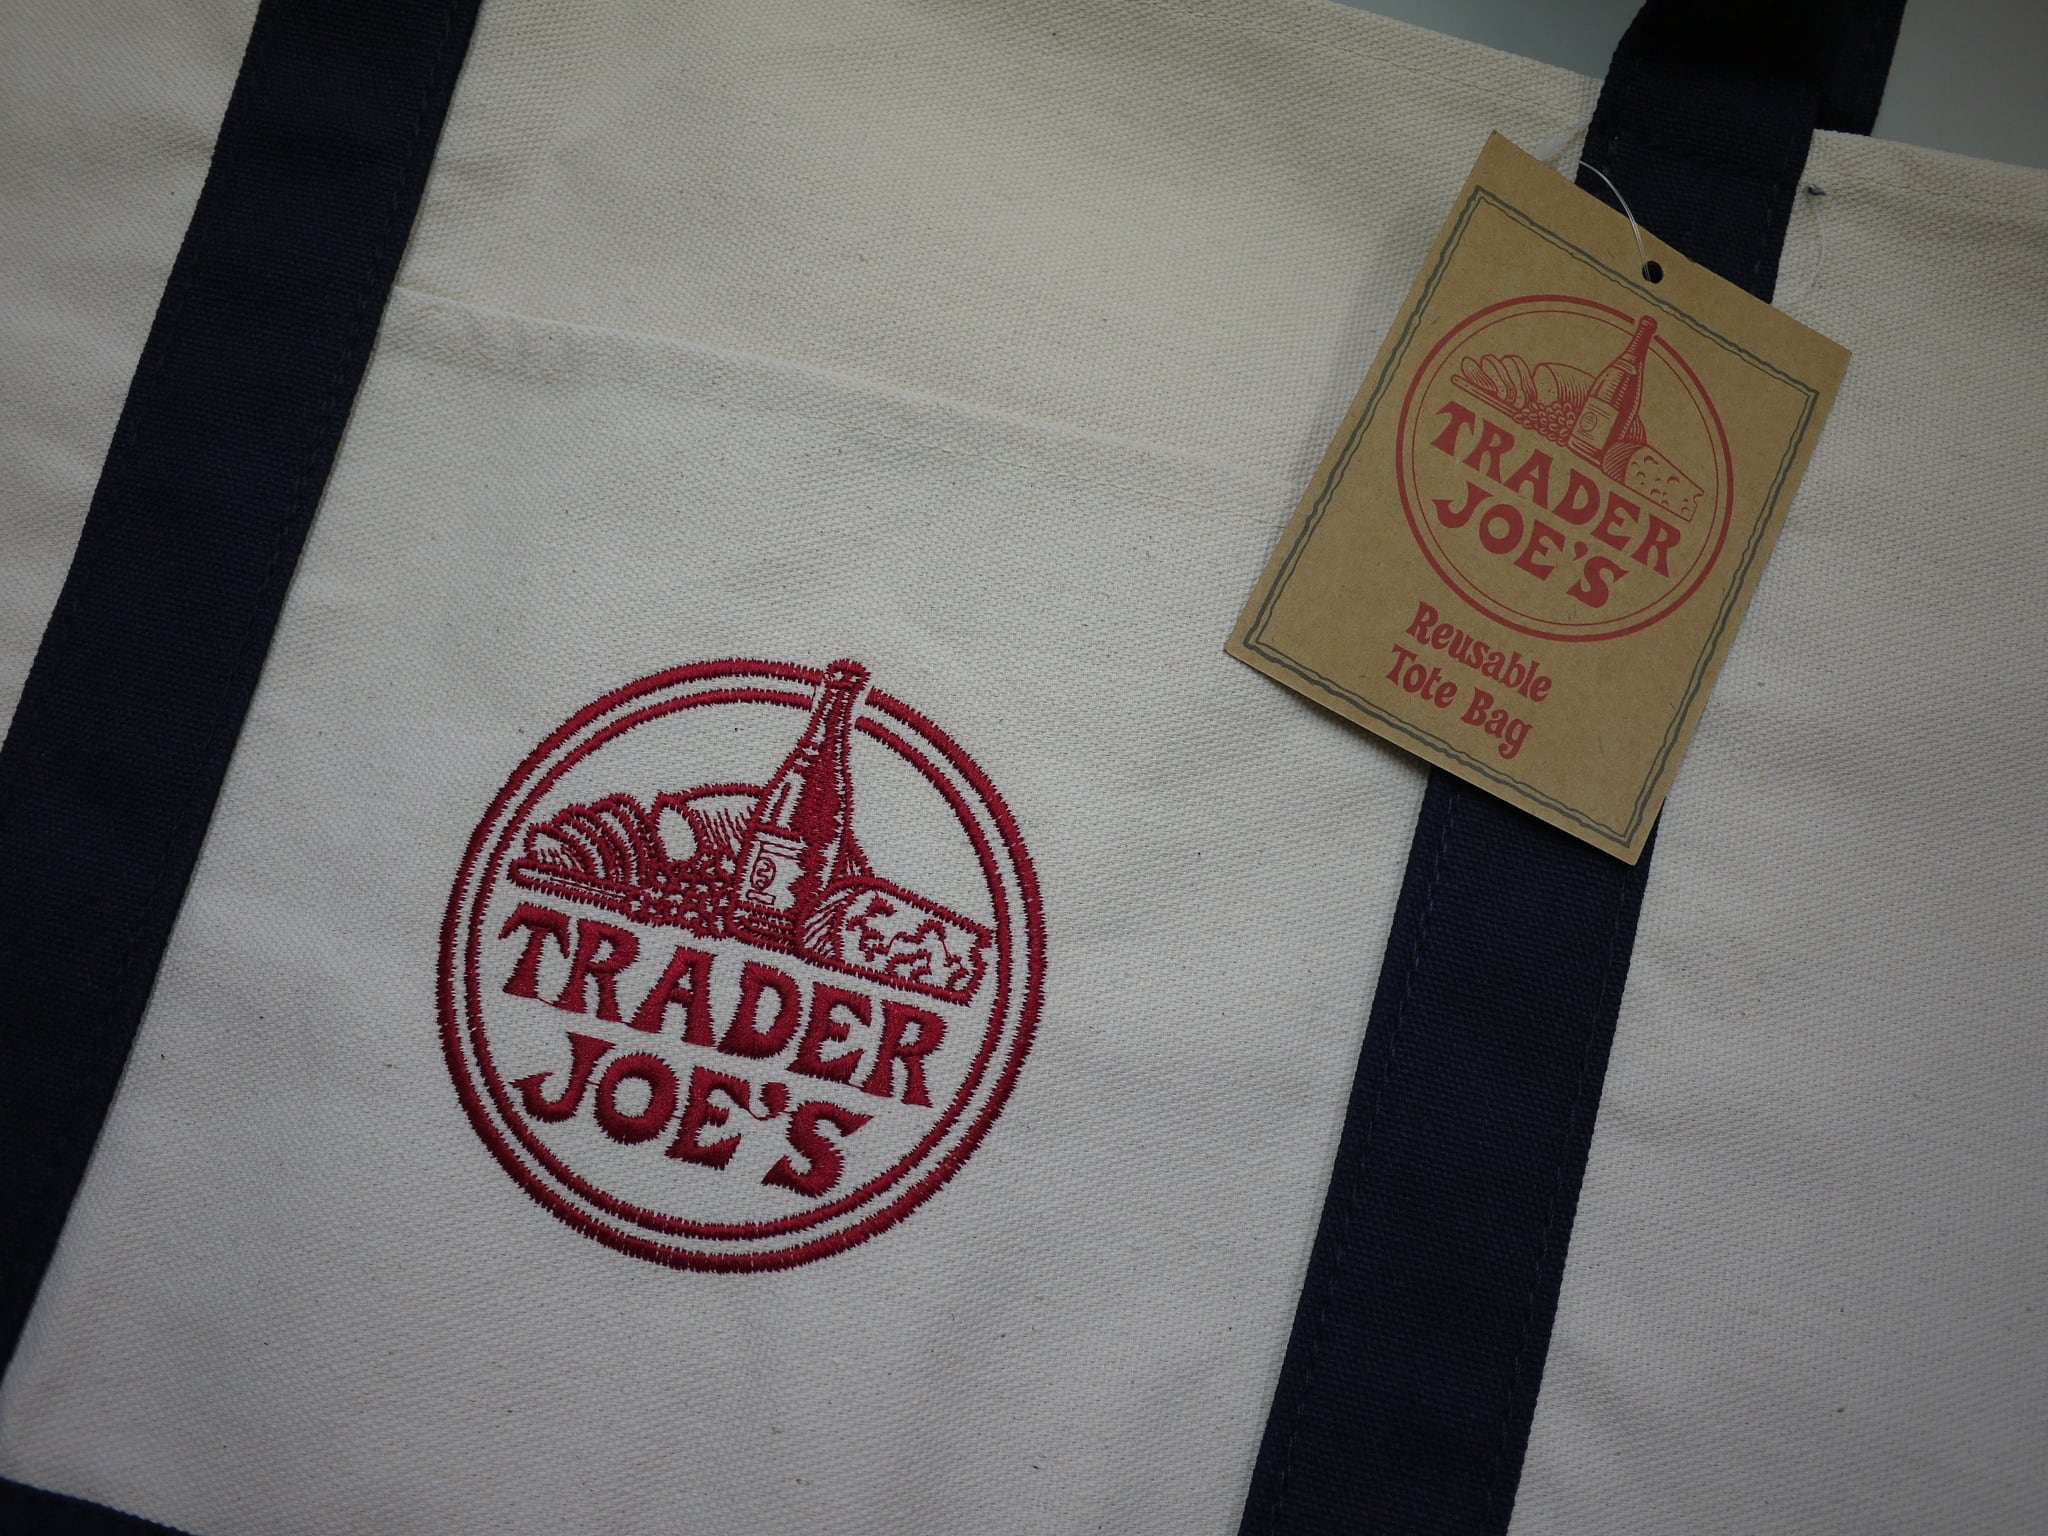 TRADER
JOE'S
Reusable
Tote Bag
TRADER
JOE'S